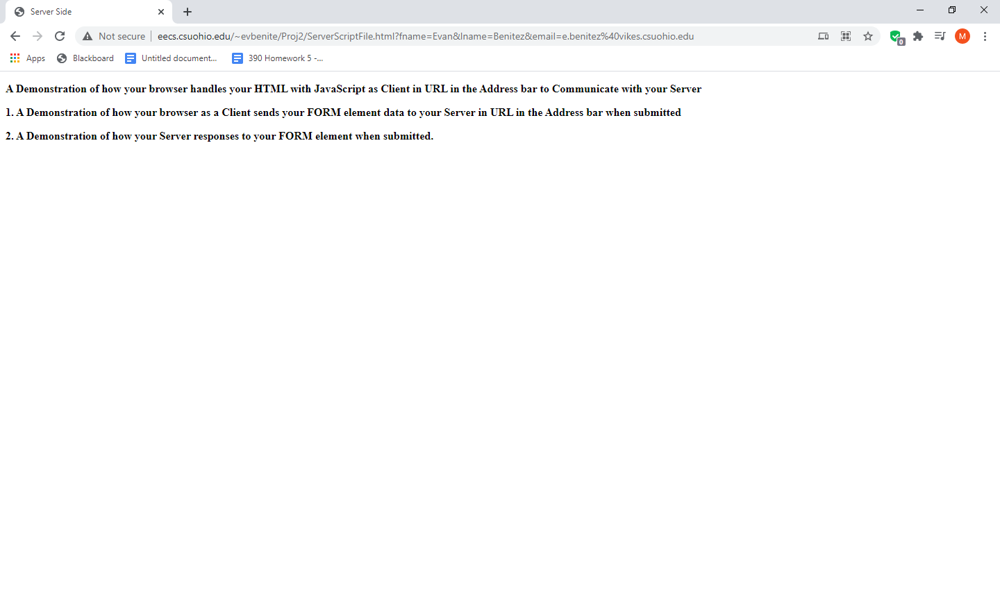 Server Side
Not secure
eecs.csuohio.edu/~evbenite/Proj2/ServerScriptFile.html?fname=Evan&lname=Benitez&email=e.benitez%40vikes.csuohio.edu
0
M
Apps
Blackboard
Untitled document...
390 Homework 5 -...
A Demonstration of how your browser handles your HTML with JavaScript as Client in URL in the Address bar to Communicate with your Server
1. A Demonstration of how your browser as a Client sends your FORM element data to your Server in URL in the Address bar when submitted
2. A Demonstration of how your Server responses to your FORM element when submitted.